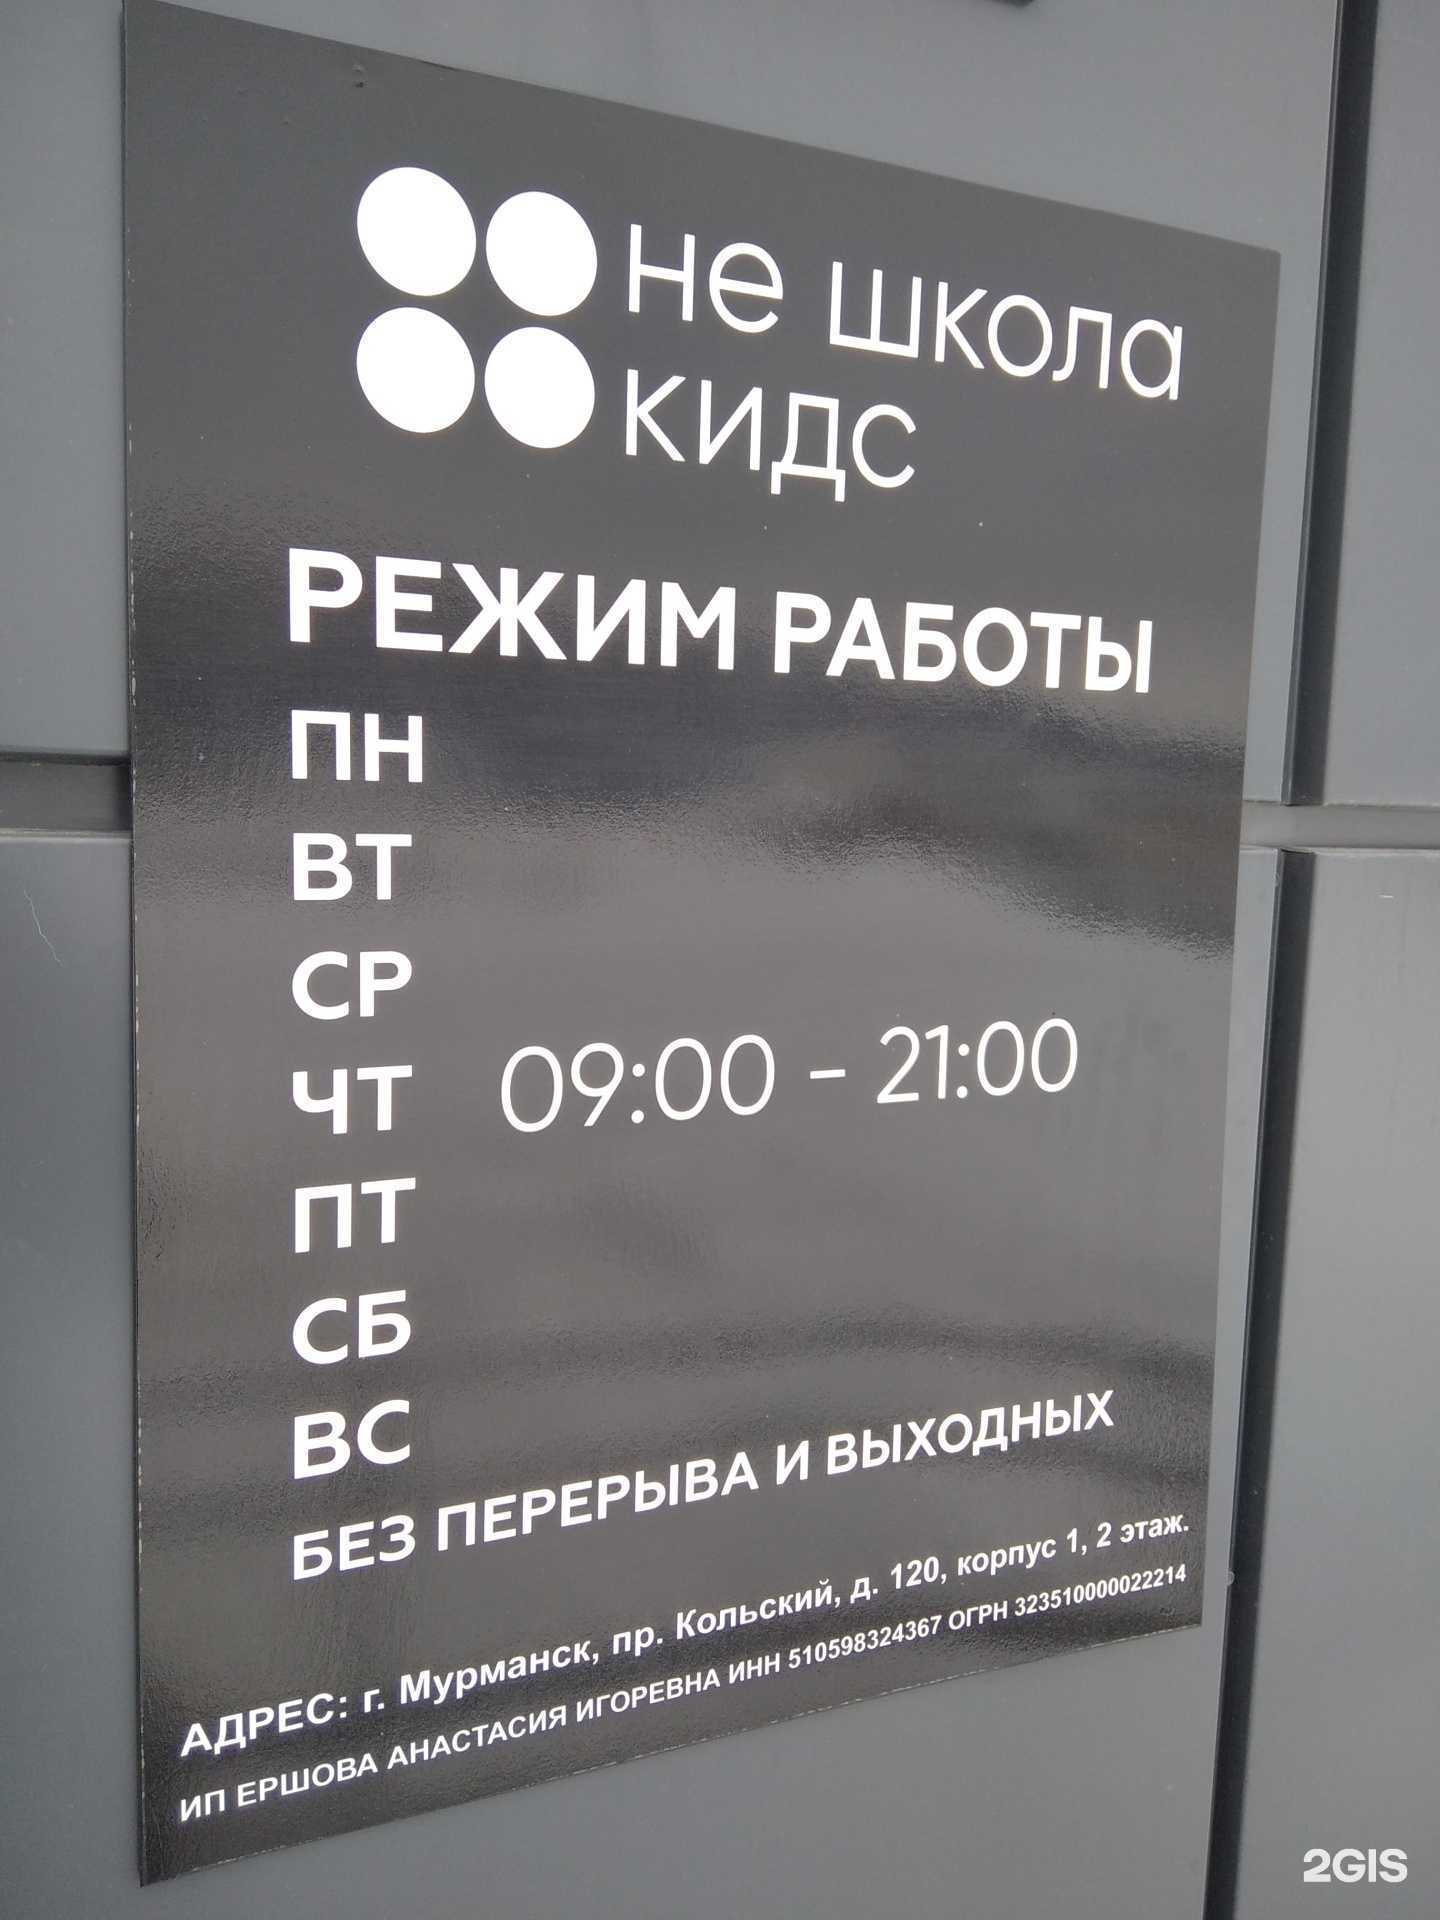 не школа
кидс
РЕЖИМ РАБОТЫ
ПН
ВТ
СР
ЧТ 09:00 - 21:00
ПТ
СБ
ВС
БЕЗ ПЕРЕРЫВА И ВЫХОДНЫХ
АДРЕС: г. Мурманск, пр. Кольский, д. 120, корпус 1, 2 этаж.
ИП ЕРШОВА АНАСТАСИЯ ИГОРЕВНА ИНН 510598324367 ОГРН 323510000022214
2GIS